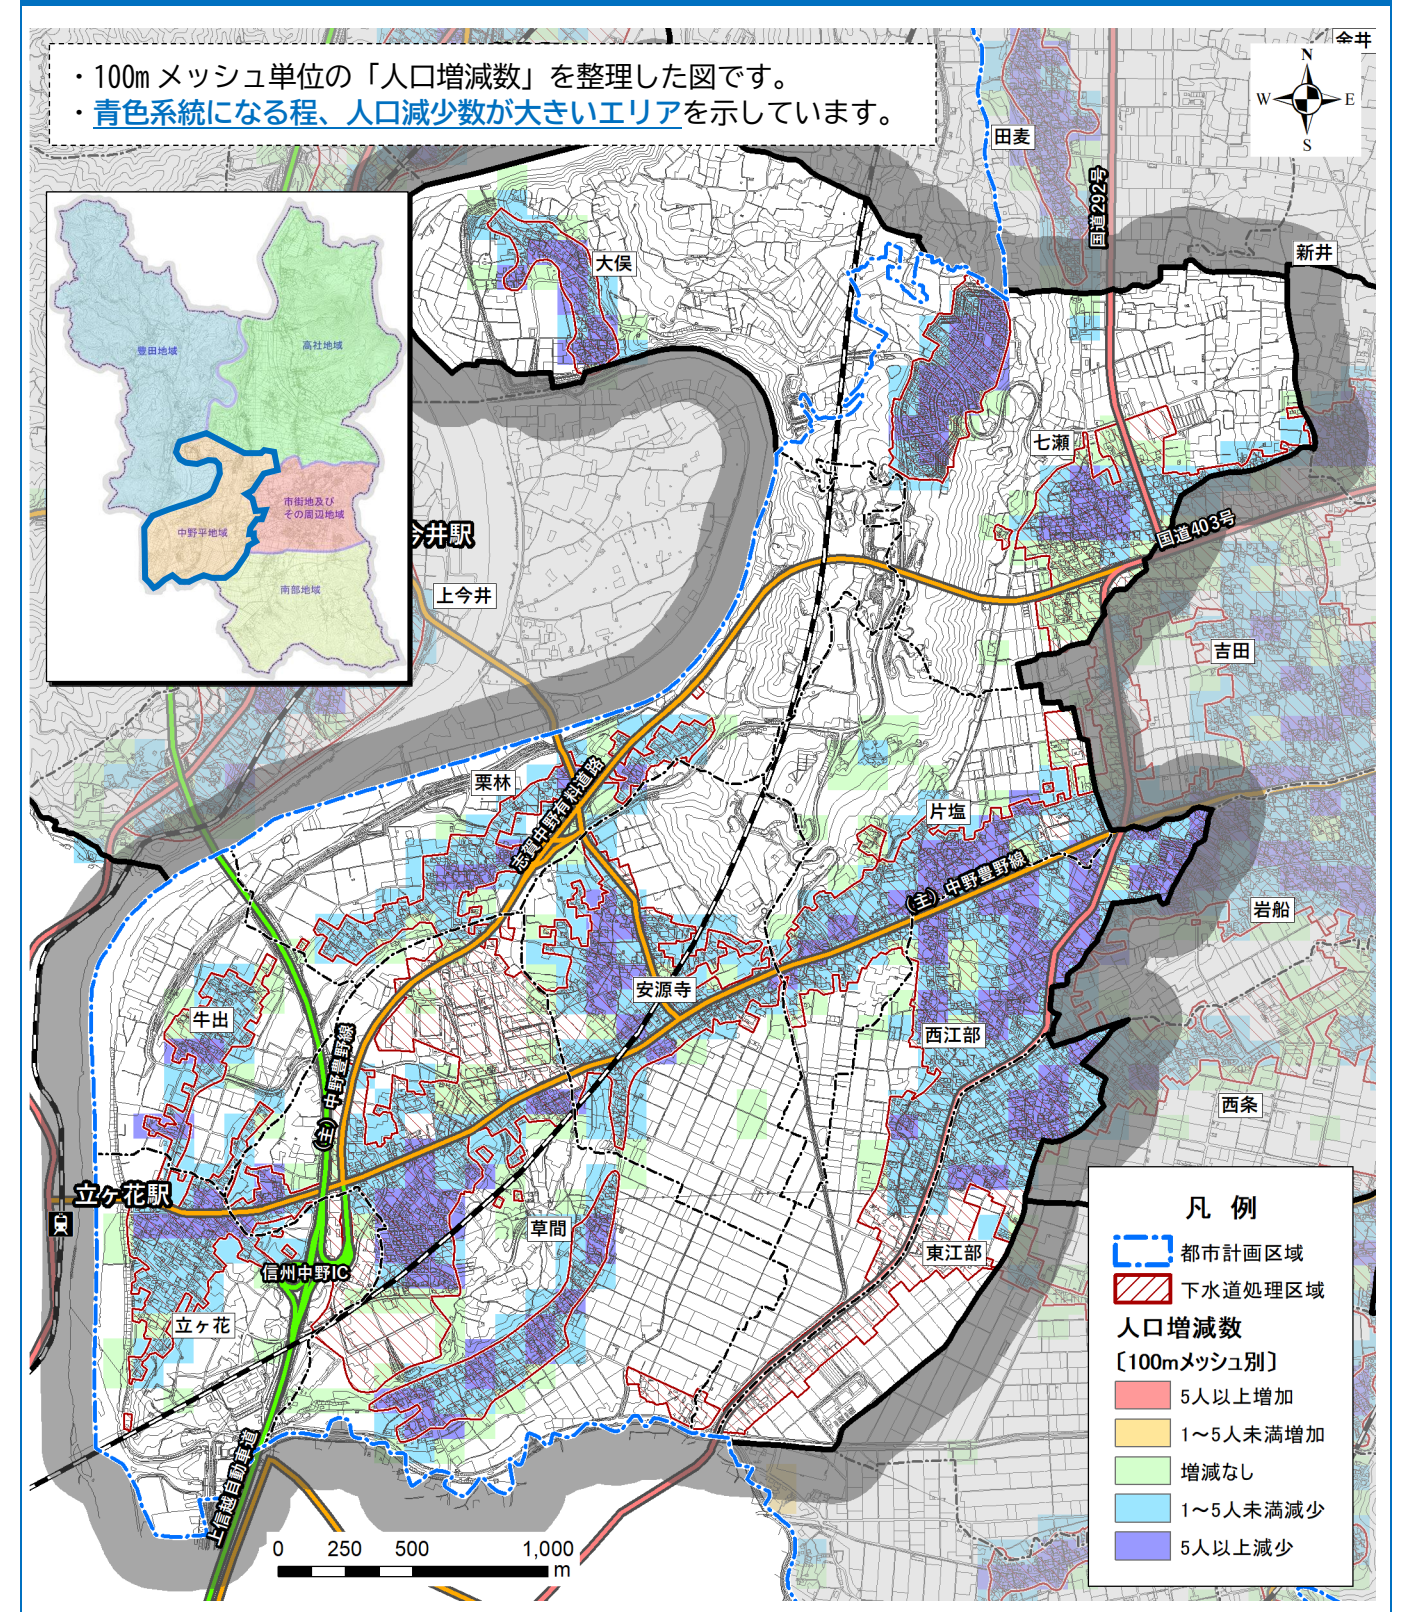 ・100m メッシュ単位の「人口増減数」を整理した図です。
・青色系統になる程、人口減少数が大きいエリアを示しています。
金井
N
W
E
S
田麦
国道292号
新井
大俣
豊田地域
高社地域
市街地及び
その周辺地域
中野平地域
南部地域
七瀬
国道403号
今井駅
上今井
吉田
栗林
志賀中野有料道路
片塩
(主)中野豊野線
岩船
安源寺
牛出
西江部
(主)中野豊野線
西条
立ヶ花駅
草間
東江部
信州中野IC
立ヶ花
上信越自動車道
凡 例
都市計画区域
下水道処理区域
人口増減数
〔100mメッシュ別〕
5人以上増加
1～5人未満増加
増減なし
1～5人未満減少
5人以上減少
0 250 500 1,000
m